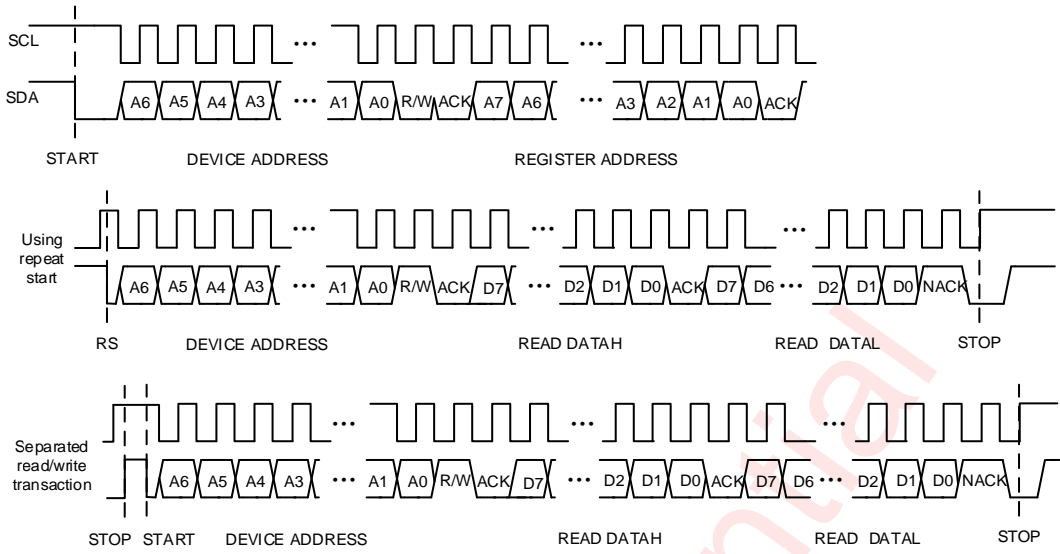 SCL
SDA
A6 A5 A4 A3 ... A1 A0 R/W ACK A7 A6 ... A3 A2 A1 A0 ACK
START DEVICE ADDRESS REGISTER ADDRESS
Using
repeat
start
A6 A5 A4 A3 ... A1 A0 R/W ACK D7 ... D2 D1 D0 ACK D7 D6 ... D2 D1 D0 NACK
RS DEVICE ADDRESS READ DATAH READ DATAL STOP
Separated
read/write
transaction
A6 A5 A4 A3 ... A1 A0 R/W ACK D7 ... D2 D1 D0 ACK D7 D6 ... D2 D1 D0 NACK
STOP START DEVICE ADDRESS READ DATAH READ DATAL STOP
ential